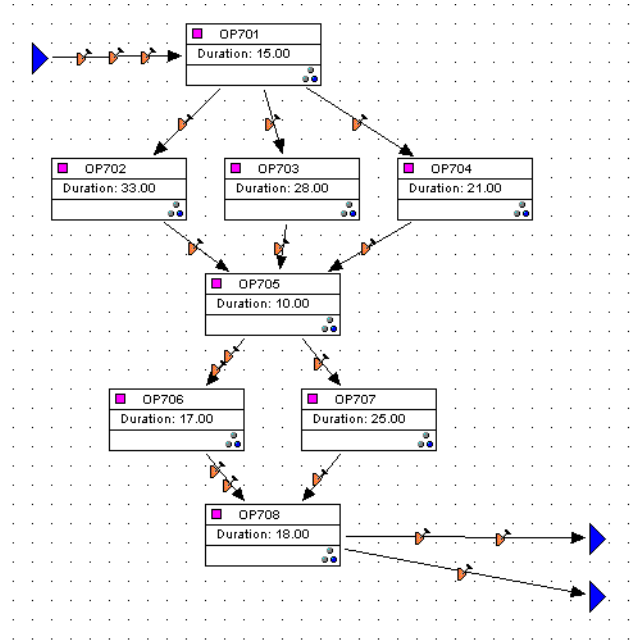 OP701
Duration: 15.00
OP702
Duration: 33.00
OP703
Duration: 28.00
OP704
Duration: 21.00
OP705
Duration: 10.00
OP706
Duration: 17.00
OP707
Duration: 25.00
OP708
Duration: 18.00